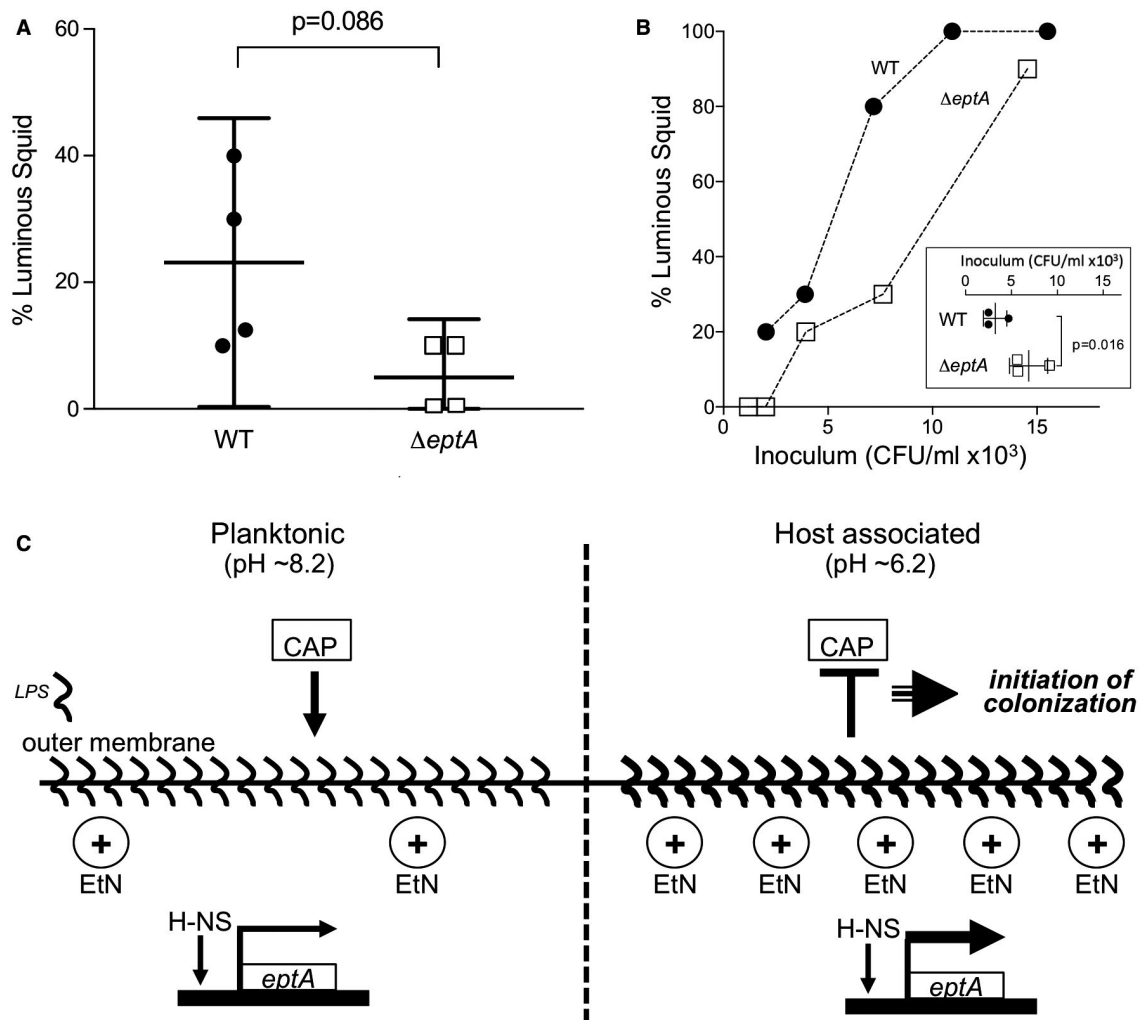 A
p=0.086
60
40
20
0
% Luminous Squid
WT
ΔeptA
B
100
80
60
40
20
0
% Luminous Squid
WT
ΔeptA
0
5
10
15
Inoculum (CFU/ml x10³)
Inoculum (CFU/ml x10³)
0
5
10
15
WT
ΔeptA
p=0.016
C
Planktonic
(pH ~8.2)
CAP
LPS
outer membrane
+
+
EtN
EtN
H-NS
eptA
Host associated
(pH ~6.2)
CAP
initiation of
colonization
+
+
+
+
+
EtN
EtN
EtN
EtN
EtN
H-NS
eptA